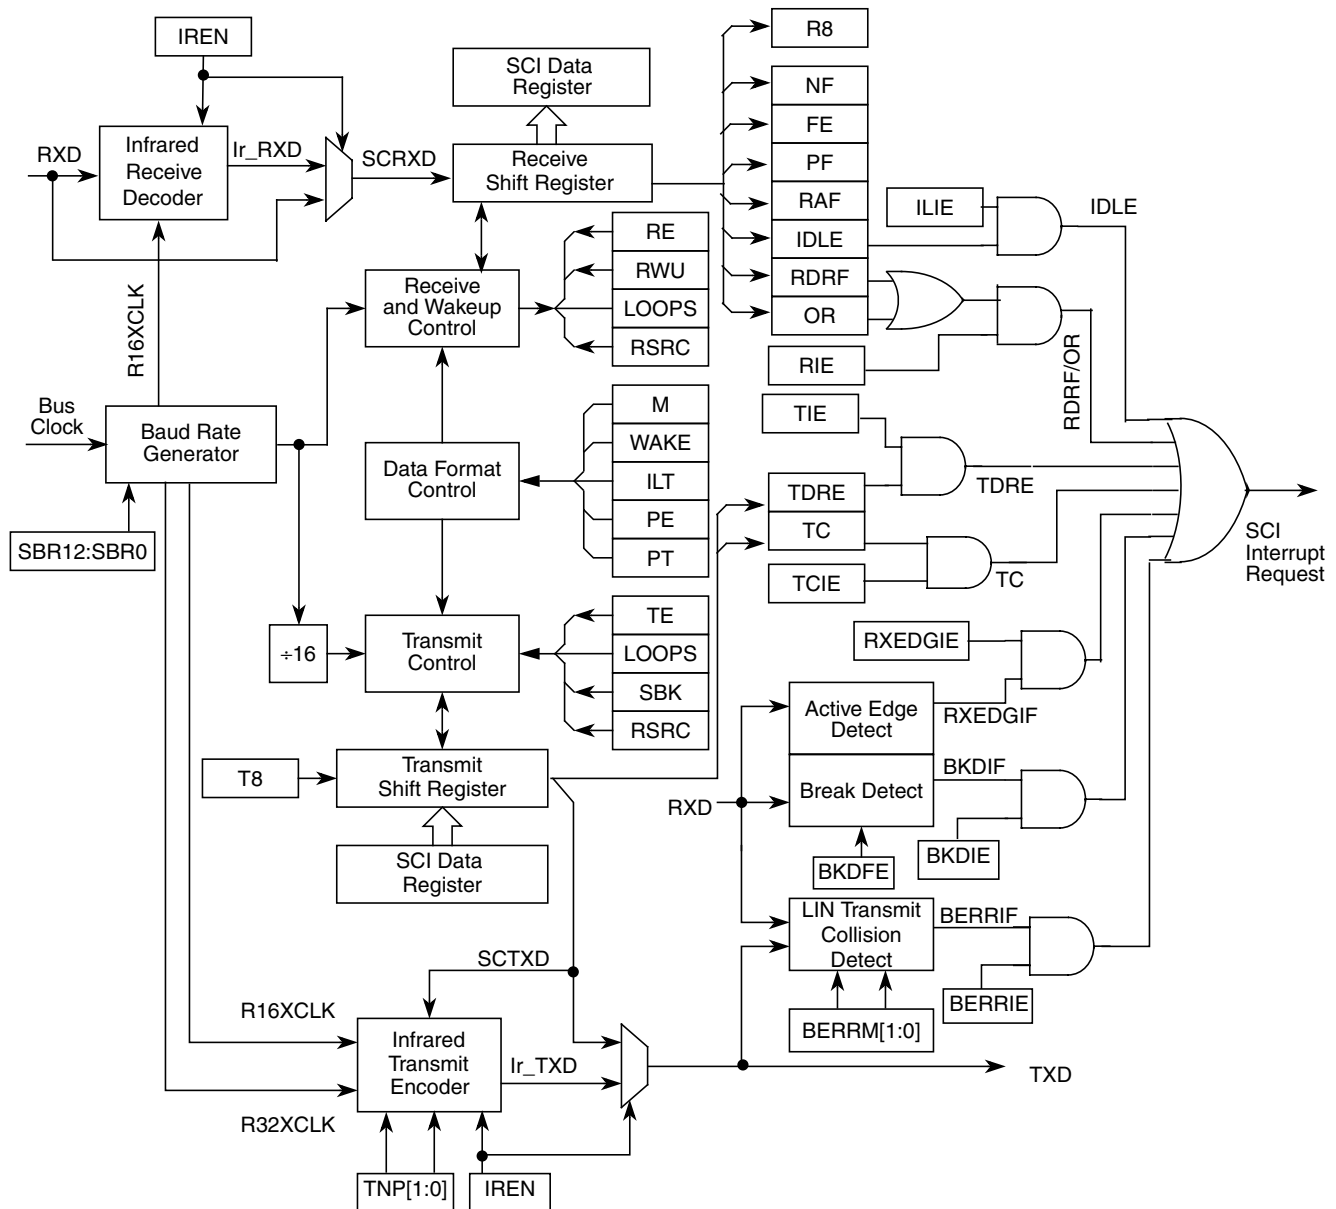 IREN
SCI Data
Register
R8
NF
FE
PF
RAF
IDLE
RDRF
OR
RXD
Infrared
Receive
Decoder
Ir_RXD
SCRXD
Receive
Shift Register
ILIE
IDLE
RE
RWU
LOOPS
RSRC
Receive
and Wakeup
Control
R16XCLK
RIE
RDRF/OR
Bus
Clock
Baud Rate
Generator
M
WAKE
ILT
PE
PT
Data Format
Control
TIE
TDRE
TC
TDRE
TCIE
TC
SBR12:SBR0
SCI
Interrupt
Request
÷16
Transmit
Control
TE
LOOPS
SBK
RSRC
RXEDGIE
Active Edge
Detect
RXEDGIF
T8
Transmit
Shift Register
RXD
Break Detect
BKDIF
BKDIE
BKDFE
SCI Data
Register
LIN Transmit
Collision
Detect
BERRIF
BERRIE
BERRM[1:0]
SCTXD
R16XCLK
Infrared
Transmit
Encoder
Ir_TXD
TXD
R32XCLK
TNP[1:0]
IREN